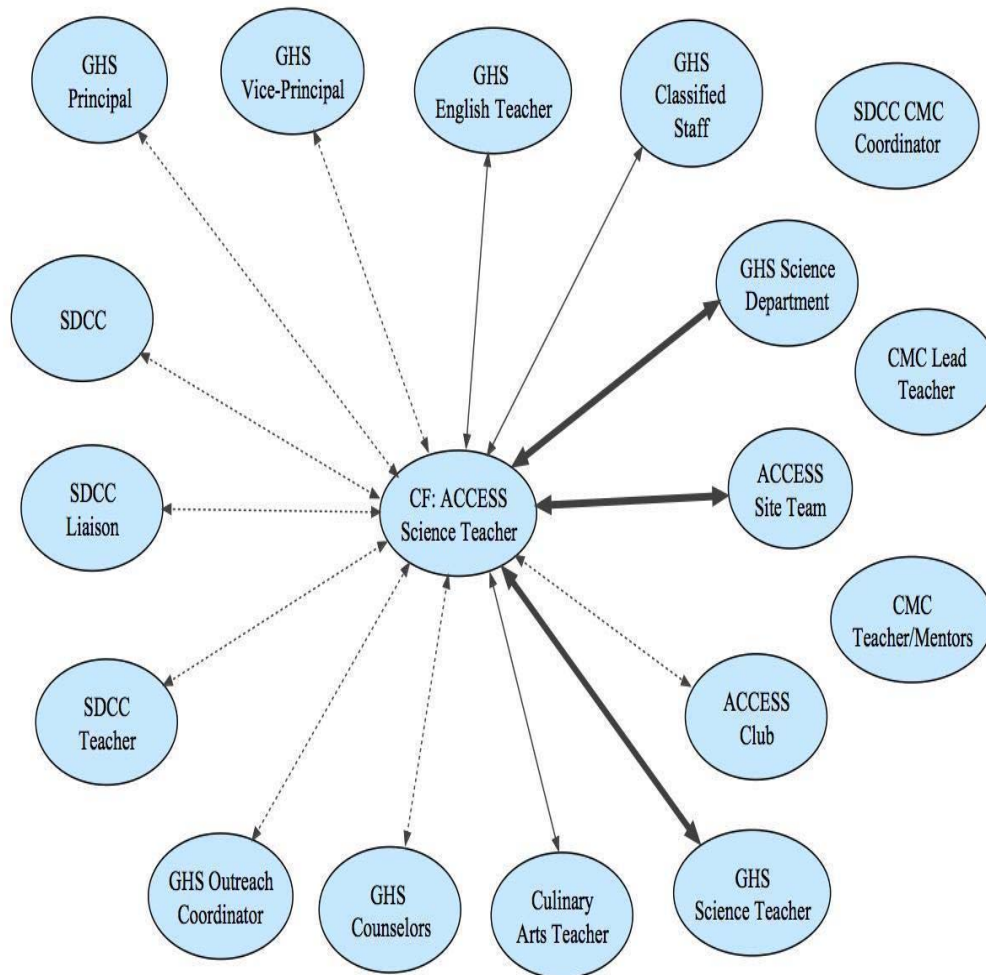 GHS
Principal
GHS
Vice-Principal
GHS
English Teacher
GHS
Classified
Staff
SDCC CMC
Coordinator
SDCC
GHS Science
Department
CMC Lead
Teacher
SDCC
Liaison
CF: ACCESS
Science Teacher
ACCESS
Site Team
CMC
Teacher/Mentors
SDCC
Teacher
ACCESS
Club
GHS Outreach
Coordinator
GHS
Counselors
Culinary
Arts Teacher
GHS
Science Teacher